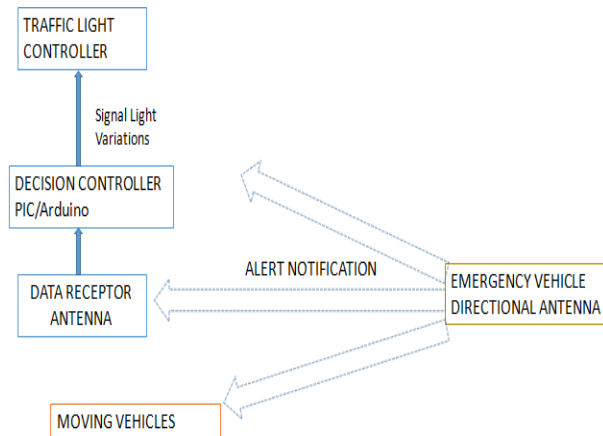 TRAFFIC LIGHT
CONTROLLER
Signal Light
Variations
DECISION CONTROLLER
PIC/Arduino
ALERT NOTIFICATION
DATA RECEPTOR
ANTENNA
EMERGENCY VEHICLE
DIRECTIONAL ANTENNA
MOVING VEHICLES